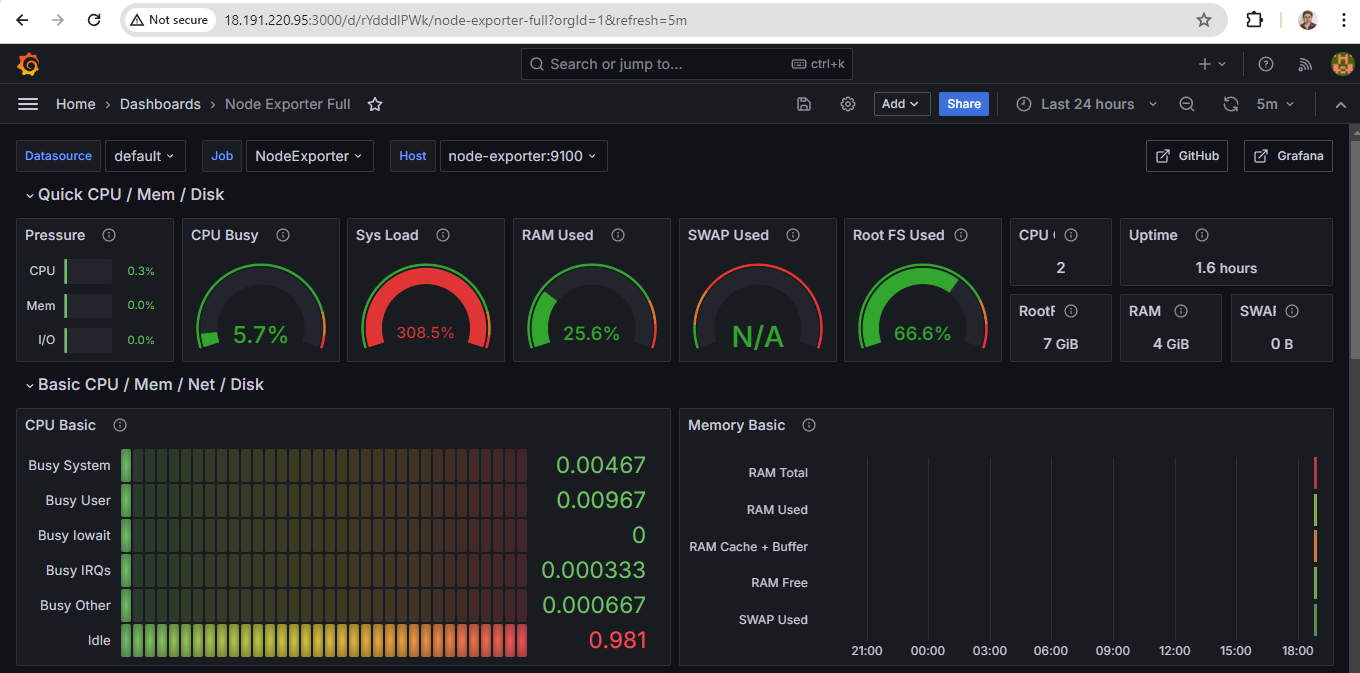 Not secure 18.191.220.95:3000/d/rYdddlPWk/node-exporter-full?orgId=1&refresh=5m
Search or jump to... ctrl+k
Home › Dashboards › Node Exporter Full Add Share Last 24 hours 5m
Datasource default Job NodeExporter Host node-exporter:9100 GitHub Grafana
Quick CPU / Mem / Disk
Pressure
CPU 0.3%
Mem 0.0%
I/O 0.0%
CPU Busy
5.7%
Sys Load
308.5%
RAM Used
25.6%
SWAP Used
N/A
Root FS Used
66.6%
CPU
2
Uptime
1.6 hours
RootF
7 GiB
RAM
4 GiB
SWAI
0 B
Basic CPU / Mem / Net / Disk
CPU Basic
Busy System 0.00467
Busy User 0.00967
Busy Iowait 0
Busy IRQs 0.000333
Busy Other 0.000667
Idle 0.981
Memory Basic
RAM Total
RAM Used
RAM Cache + Buffer
RAM Free
SWAP Used
21:00 00:00 03:00 06:00 09:00 12:00 15:00 18:00